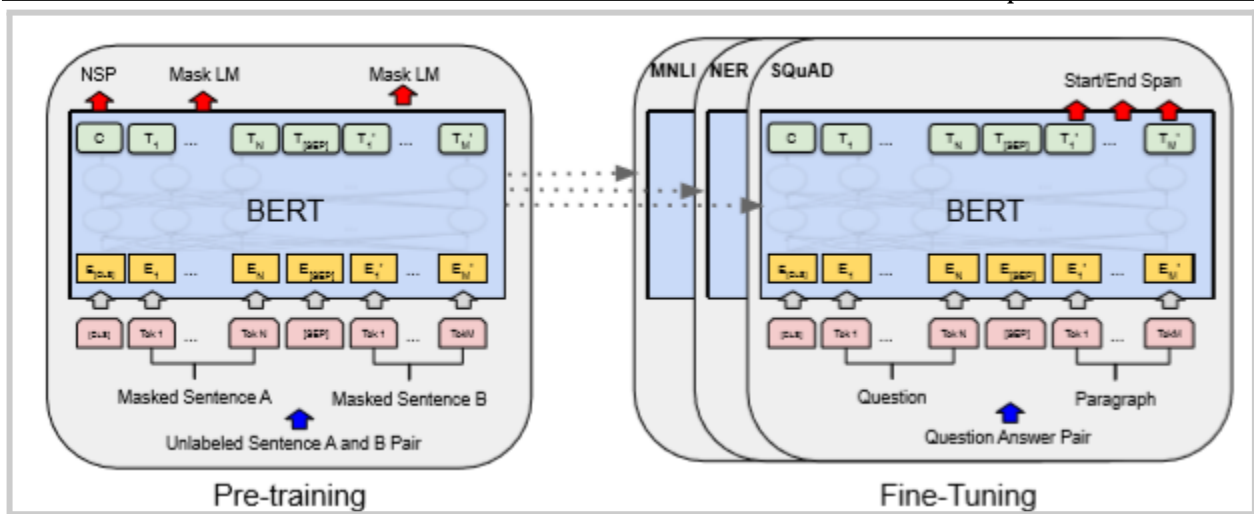 NSP Mask LM Mask LM
C T1 ... TN T[SEP] T1' ... TM'
BERT
E[CLS] E1 ... EN E[SEP] E1' ... EM'
[CLS] Tok 1 ... Tok N [SEP] Tok 1 ... TokM
Masked Sentence A Masked Sentence B
Unlabeled Sentence A and B Pair
Pre-training
MNLI NER SQuAD
Start/End Span
C T1 ... TN T[SEP] T1' ... TM'
BERT
E[CLS] E1 ... EN E[SEP] E1' ... EM'
[CLS] Tok 1 ... Tok N [SEP] Tok 1 ... TokM
Question Paragraph
Question Answer Pair
Fine-Tuning